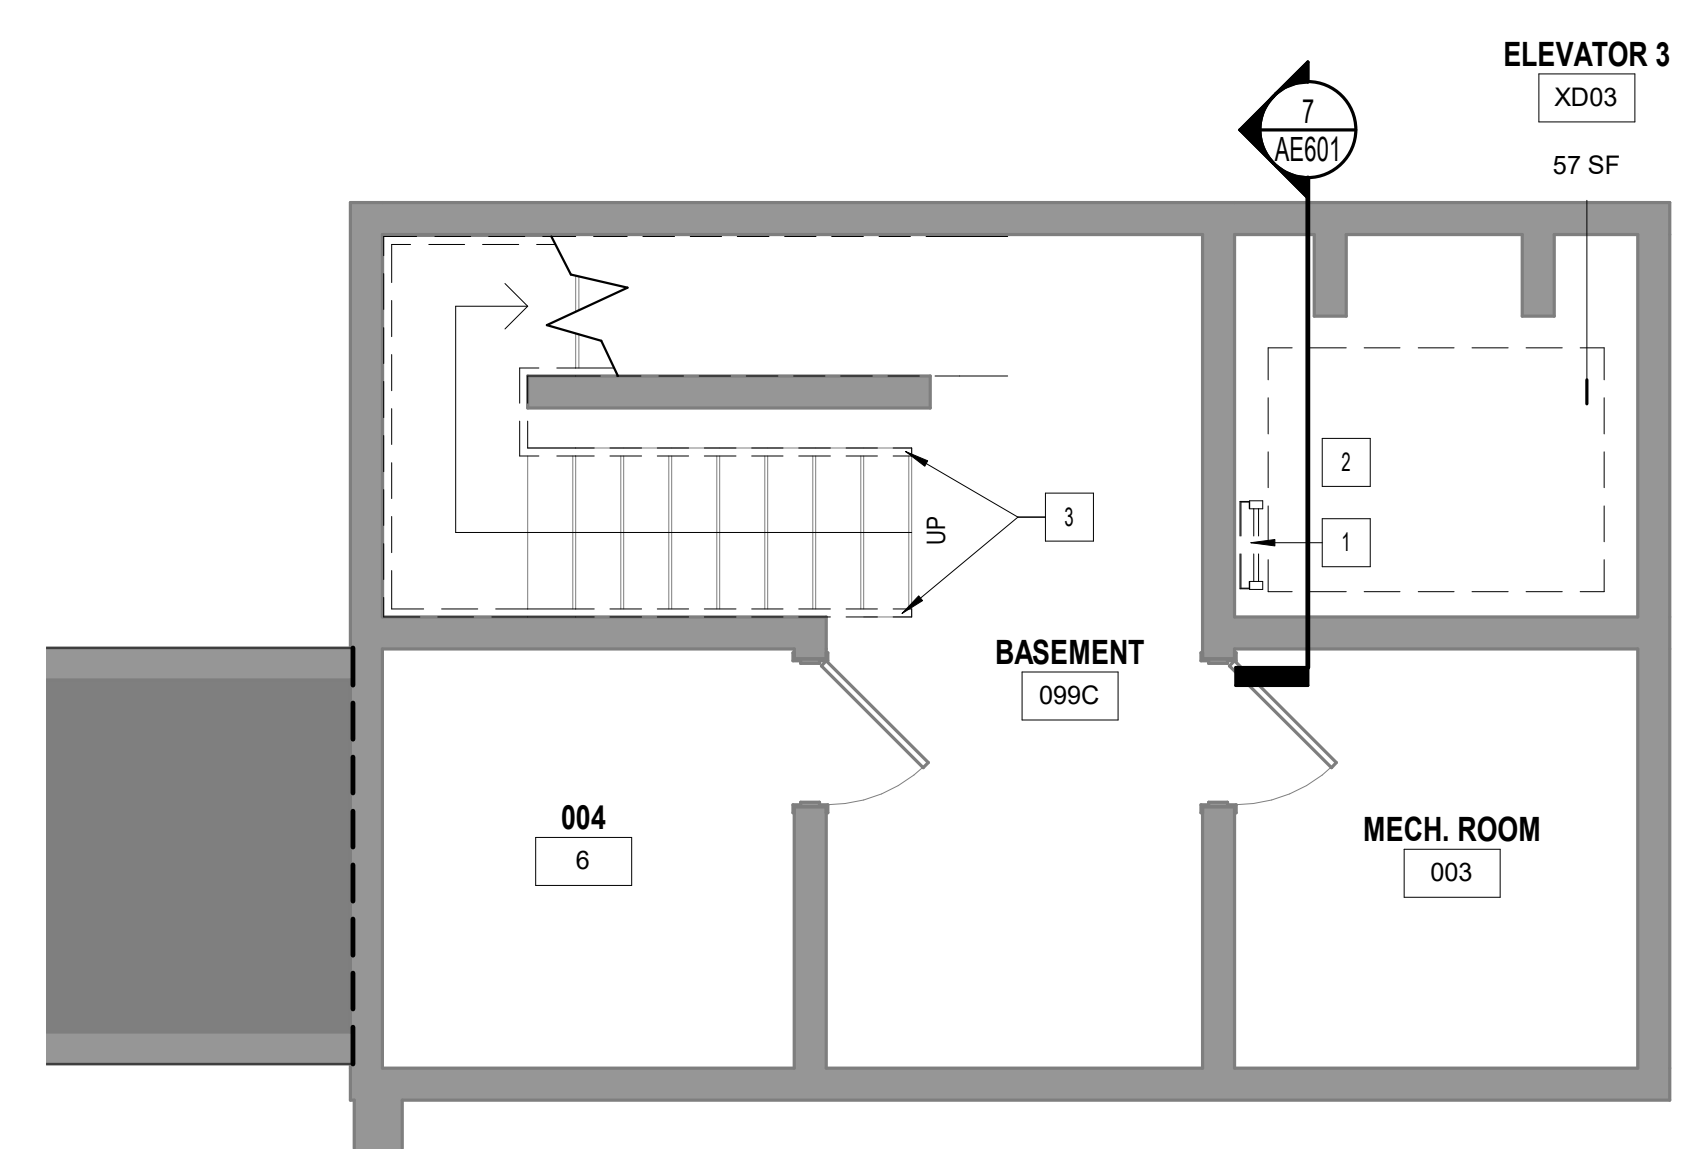 ELEVATOR 3
XD03
57 SF
7
AE601
2
3
UP
1
BASEMENT
099C
004
6
MECH. ROOM
003